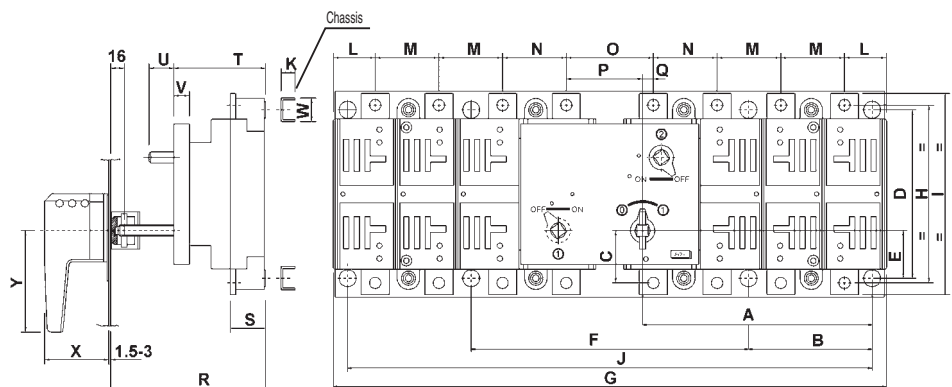 Chassis
16
U
T
K
L
M
M
N
O
N
M
M
L
P
Q
V
W
2
ON
OFF
OFF
ON
0
1
1
D
H
=
=
I
C
E
Y
S
A
X
1.5-3
F
B
J
R
G